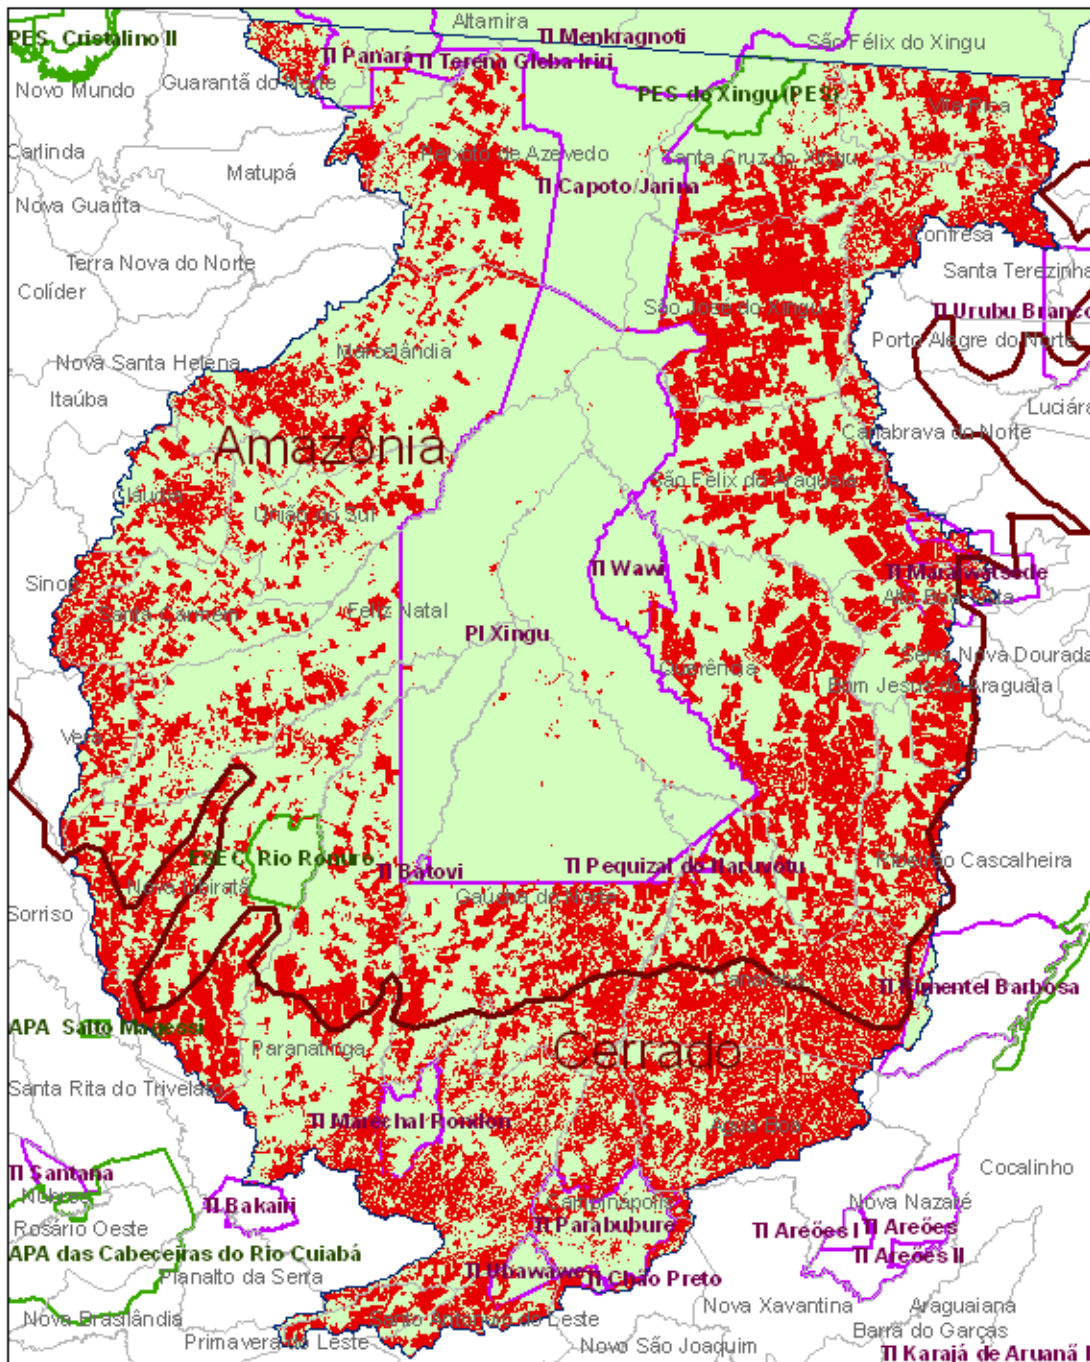 Altamira
PES Cristalino II
TI Menkragnoti
São Félix do Xingu
TI Panará
TI Terena Gleba Iriri
Guarantã do Norte
Novo Mundo
PES do Xingu (PES)
Vila Rica
Carlinda
Peixoto de Azevedo
Santa Cruz do Xingu
Matupá
TI Capoto/Jarina
Nova Guarita
Confresa
Terra Nova do Norte
Santa Terezinha
Colíder
São José do Xingu
TI Urubu Branco
Porto Alegre do Norte
Marcelândia
Nova Santa Helena
Itaúba
Luciára
Amazônia
Canabrava do Norte
São Félix do Araguaia
Cláudia
União do Sul
Sinop
TI Wawi
TI Maraiwatsede
Alto Boa Vista
Santa Carmem
Feliz Natal
PI Xingu
Serra Nova Dourada
Querência
Bom Jesus do Araguaia
Vera
ESEC Rio Ronuro
TI Batovi
TI Pequizal do Naruvôtu
Ribeirão Cascalheira
Nova Ubiratã
Gaúcha do Norte
Sorriso
Canarana
TI Pimentel Barbosa
APA Salto Magessi
Paranatinga
Cerrado
Santa Rita do Trivelato
TI Marechal Rondon
Água Boa
TI Santana
Cocalinho
Nobres
TI Bakairi
Campinápolis
Nova Nazaré
Rosário Oeste
TI Parabubure
TI Areões I
TI Areões
APA das Cabeceiras do Rio Cuiabá
TI Areões II
Planalto da Serra
TI Ubawawe
TI Chão Preto
Nova Brasilândia
Santo Antônio do Leste
Nova Xavantina
Araguaiana
Primavera do Leste
Novo São Joaquim
Barra do Garças
TI Karajá de Aruanã